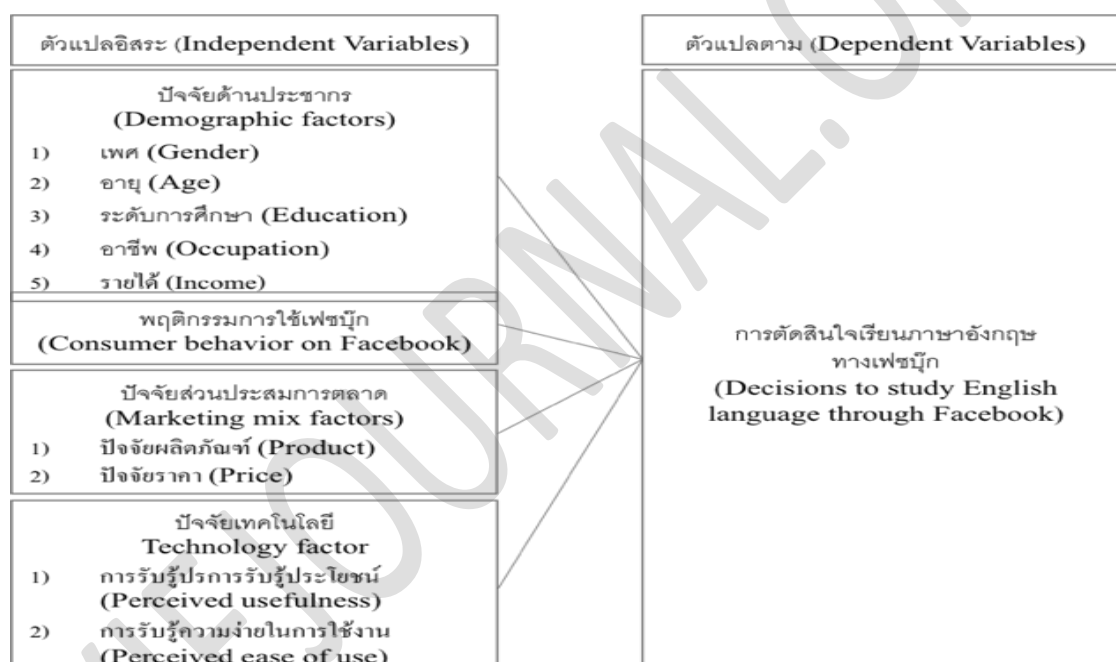 ตัวแปลอิสระ (Independent Variables)
ปัจจัยด้านประชากร
(Demographic factors)
1) เพศ (Gender)
2) อายุ (Age)
3) ระดับการศึกษา (Education)
4) อาชีพ (Occupation)
5) รายได้ (Income)
พฤติกรรมการใช้เฟซบุ๊ก
(Consumer behavior on Facebook)
ปัจจัยส่วนประสมการตลาด
(Marketing mix factors)
1) ปัจจัยผลิตภัณฑ์ (Product)
2) ปัจจัยราคา (Price)
ปัจจัยเทคโนโลยี
Technology factor
1) การรับรู้ปรการรับรู้ประโยชน์
(Perceived usefulness)
2) การรับรู้ความง่ายในการใช้งาน
(Perceived ease of use)
ตัวแปลตาม (Dependent Variables)
การตัดสินใจเรียนภาษาอังกฤษ
ทางเฟซบุ๊ก
(Decisions to study English
language through Facebook)
JOURNAL.